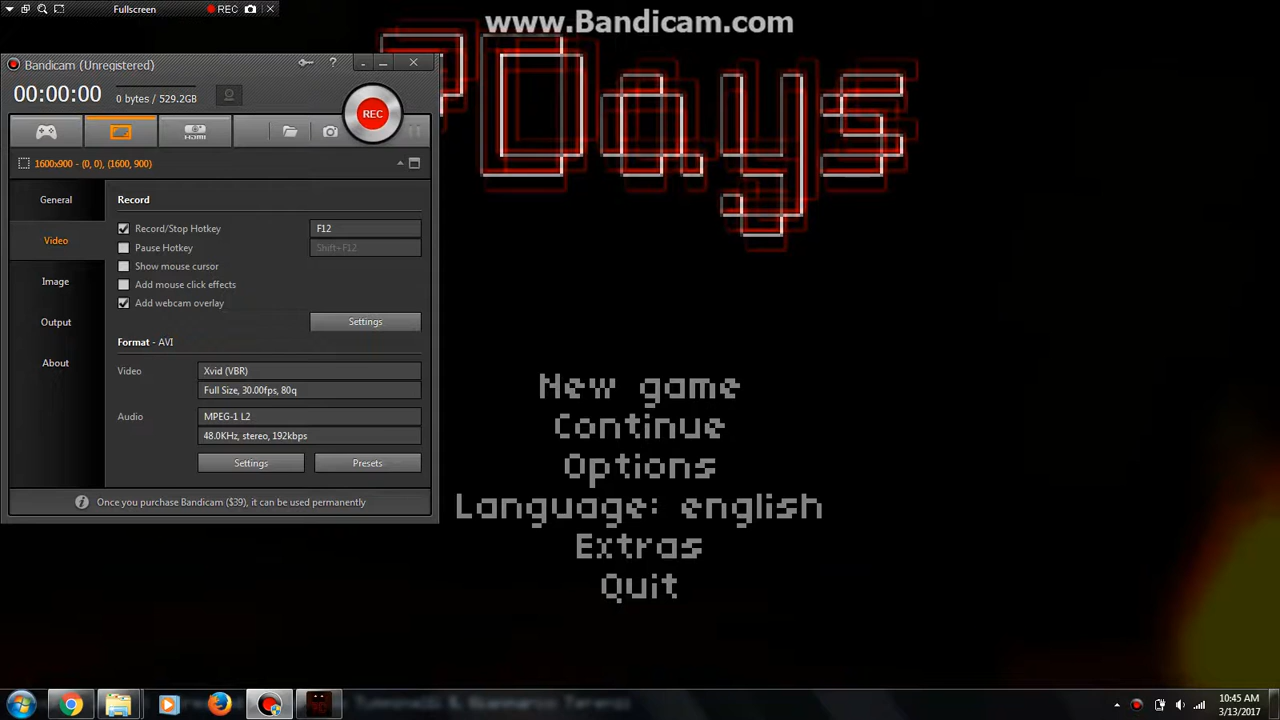 Fullscreen
REC
www.Bandicam.com
Days
Bandicam (Unregistered)
?
00:00:00
0 bytes / 529.2GB
REC
HDMI
1600x900 - (0, 0), (1600, 900)
General
Video
Image
Output
About
Record
Record/Stop Hotkey
F12
Pause Hotkey
Shift+F12
Show mouse cursor
Add mouse click effects
Add webcam overlay
Settings
Format - AVI
Video
Xvid (VBR)
Full Size, 30.00fps, 80q
Audio
MPEG-1 L2
48.0KHz, stereo, 192kbps
Settings
Presets
Once you purchase Bandicam ($39), it can be used permanently
New game
Continue
Options
Language: english
Extras
Quit
10:45 AM
3/13/2017